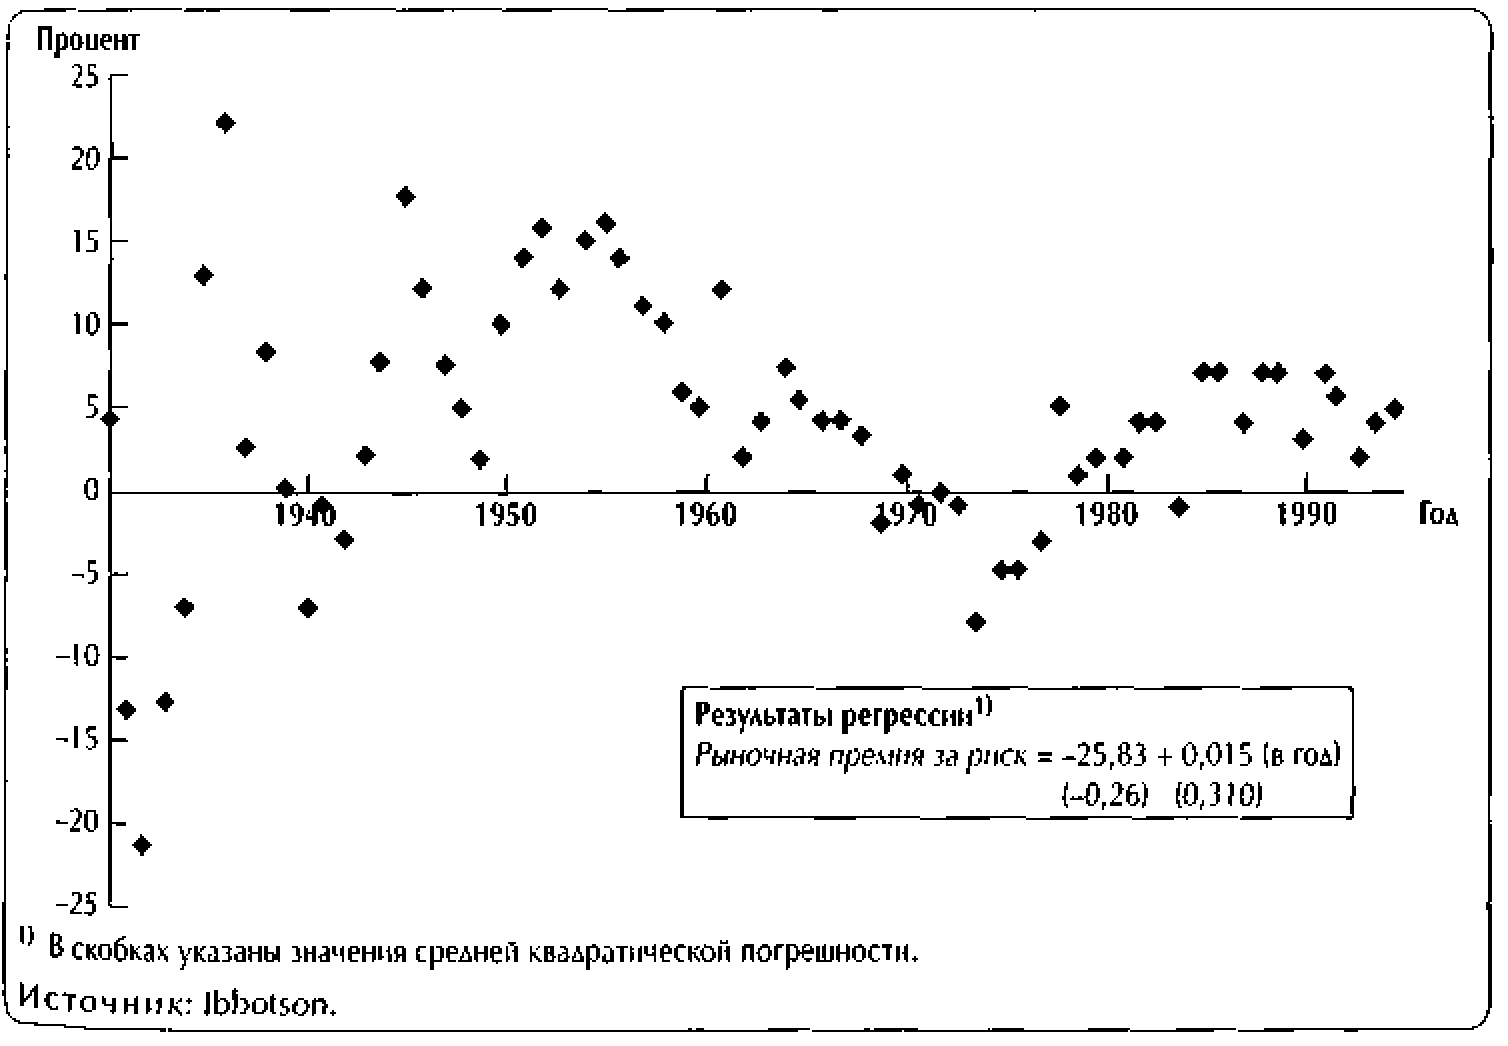 Процент
25
20
15
10
5
0
1940 1950 1960 1970 1980 1990 Год
–5
–10
–15
–20
–25
Результаты регрессии¹⁾
Рыночная премия за риск = –25,83 + 0,015 (в год)
(–0,26) (0,310)
¹⁾ В скобках указаны значения средней квадратической погрешности.
Источник: Ibbotson.